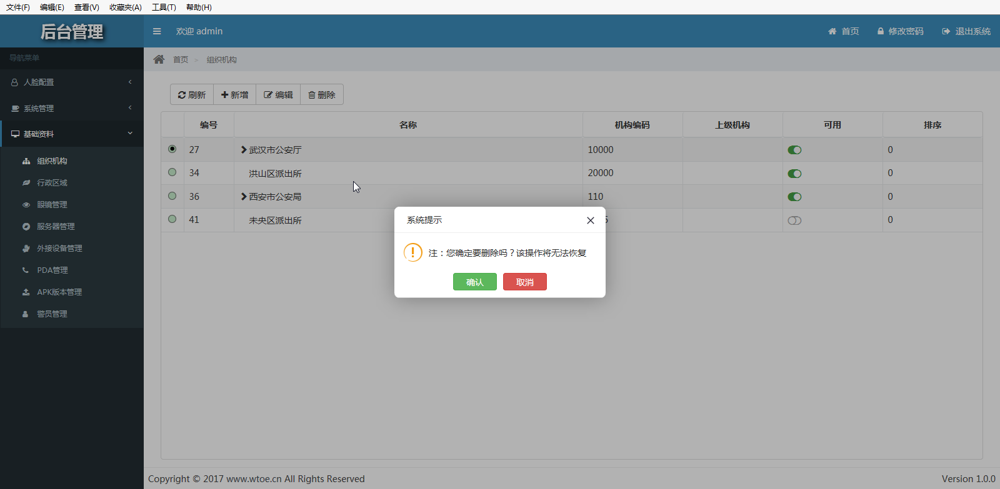 文件(F) 编辑(E) 查看(V) 收藏夹(A) 工具(T) 帮助(H)
后台管理
欢迎 admin
首页 修改密码 退出系统
导航菜单
人脸配置
系统管理
基础资料
组织机构
行政区域
眼镜管理
服务器管理
外接设备管理
PDA管理
APK版本管理
警员管理
首页 > 组织机构
刷新 新增 编辑 删除
编号 名称 机构编码 上级机构 可用 排序
27 武汉市公安厅 10000 0
34 洪山区派出所 20000 0
36 西安市公安局 110 0
41 未央区派出所 0
系统提示
注：您确定要删除吗？该操作将无法恢复
确认 取消
Copyright © 2017 www.wtoe.cn All Rights Reserved
Version 1.0.0